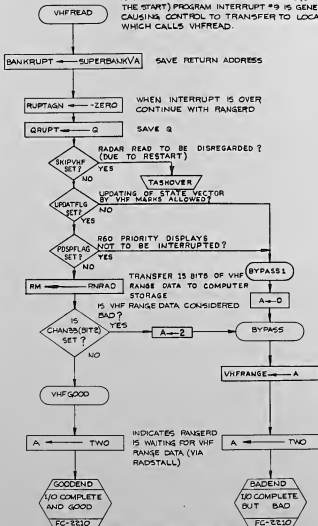 THE START) PROGRAM INTERRUPT #9 IS GENE
CAUSING CONTROL TO TRANSFER TO LOCA
WHICH CALLS VHFREAD.
VHFREAD
BANKRUPT ← SUPERBANK/A
SAVE RETURN ADDRESS
RUPTAGN ← -ZERO
WHEN INTERRUPT IS OVER
CONTINUE WITH RANGERD
QRUPT ← Q
SAVE Q
RADAR READ TO BE DISREGARDED?
(DUE TO RESTART)
SKIPVHF
SET?
YES
TASKOVER
NO
UPDATING OF STATE VECTOR
BY VHF MARKS ALLOWED?
UPDATFLG
SET?
NO
YES
R60 PRIORITY DISPLAYS
NOT TO BE INTERRUPTED?
PDSPFLAG
SET?
YES
NO
BYPASS1
TRANSFER 15 BITS OF VHF
RANGE DATA TO COMPUTER
STORAGE
RM ← RNRAD
A ← 0
IS VHF RANGE DATA CONSIDERED
BAD?
IS
CHAN33(BIT2)
SET ?
YES
A ← 2
BYPASS
NO
VHFRANGE ← A
VHFGOOD
INDICATES RANGERD
IS WAITING FOR VHF
RANGE DATA (VIA
RADSTALL)
A ← TWO
A ← TWO
GOODEND
I/O COMPLETE
AND GOOD
FC-2210
BADEND
I/O COMPLETE
BUT BAD
FC-2210